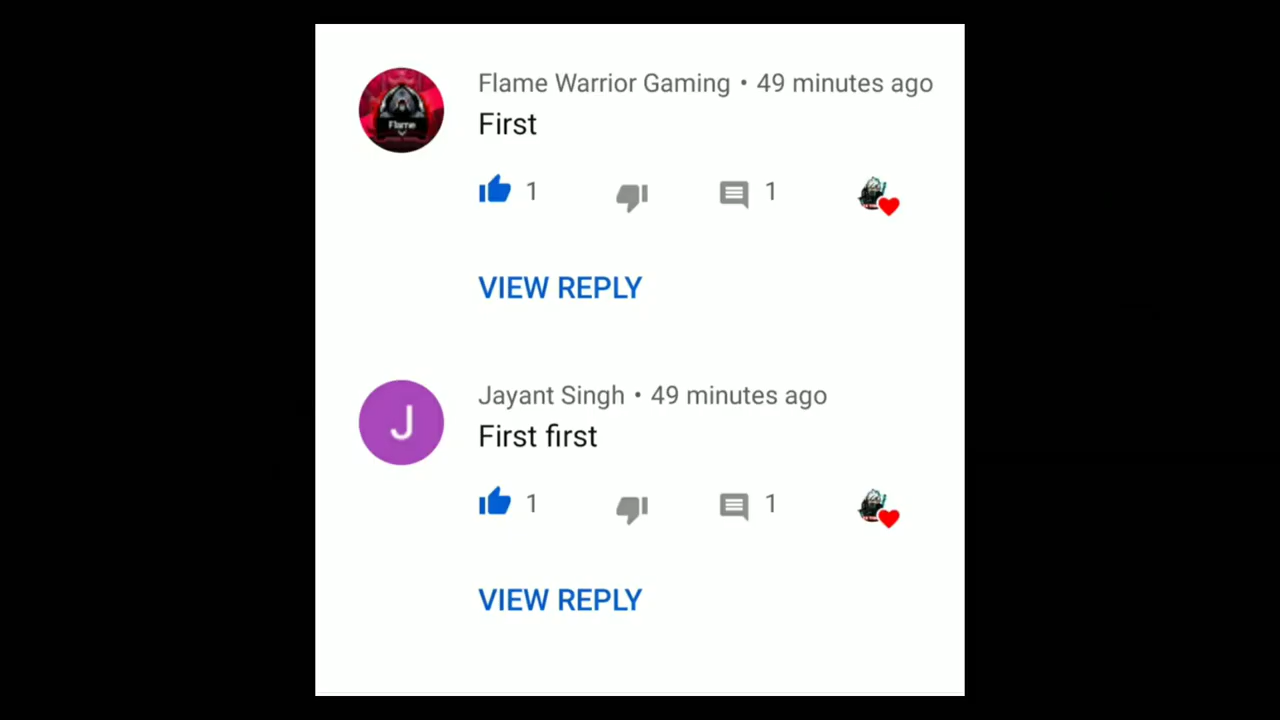 Flame Warrior Gaming • 49 minutes ago
First
Flame
1
1
VIEW REPLY
Jayant Singh • 49 minutes ago
J
First first
1
1
VIEW REPLY